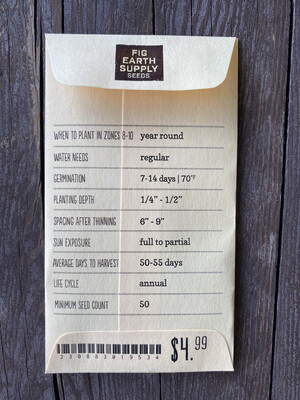 FIG
EARTH
SUPPLY
SEEDS
WHEN TO PLANT IN ZONES 8-10 year round
WATER NEEDS regular
GERMINATION 7-14 days | 70°F
PLANTING DEPTH 1/4" - 1/2"
SPACING AFTER THINNING 6" - 9"
SUN EXPOSURE full to partial
AVERAGE DAYS TO HARVEST 50-55 days
LIFE CYCLE annual
MINIMUM SEED COUNT 50
$4.99